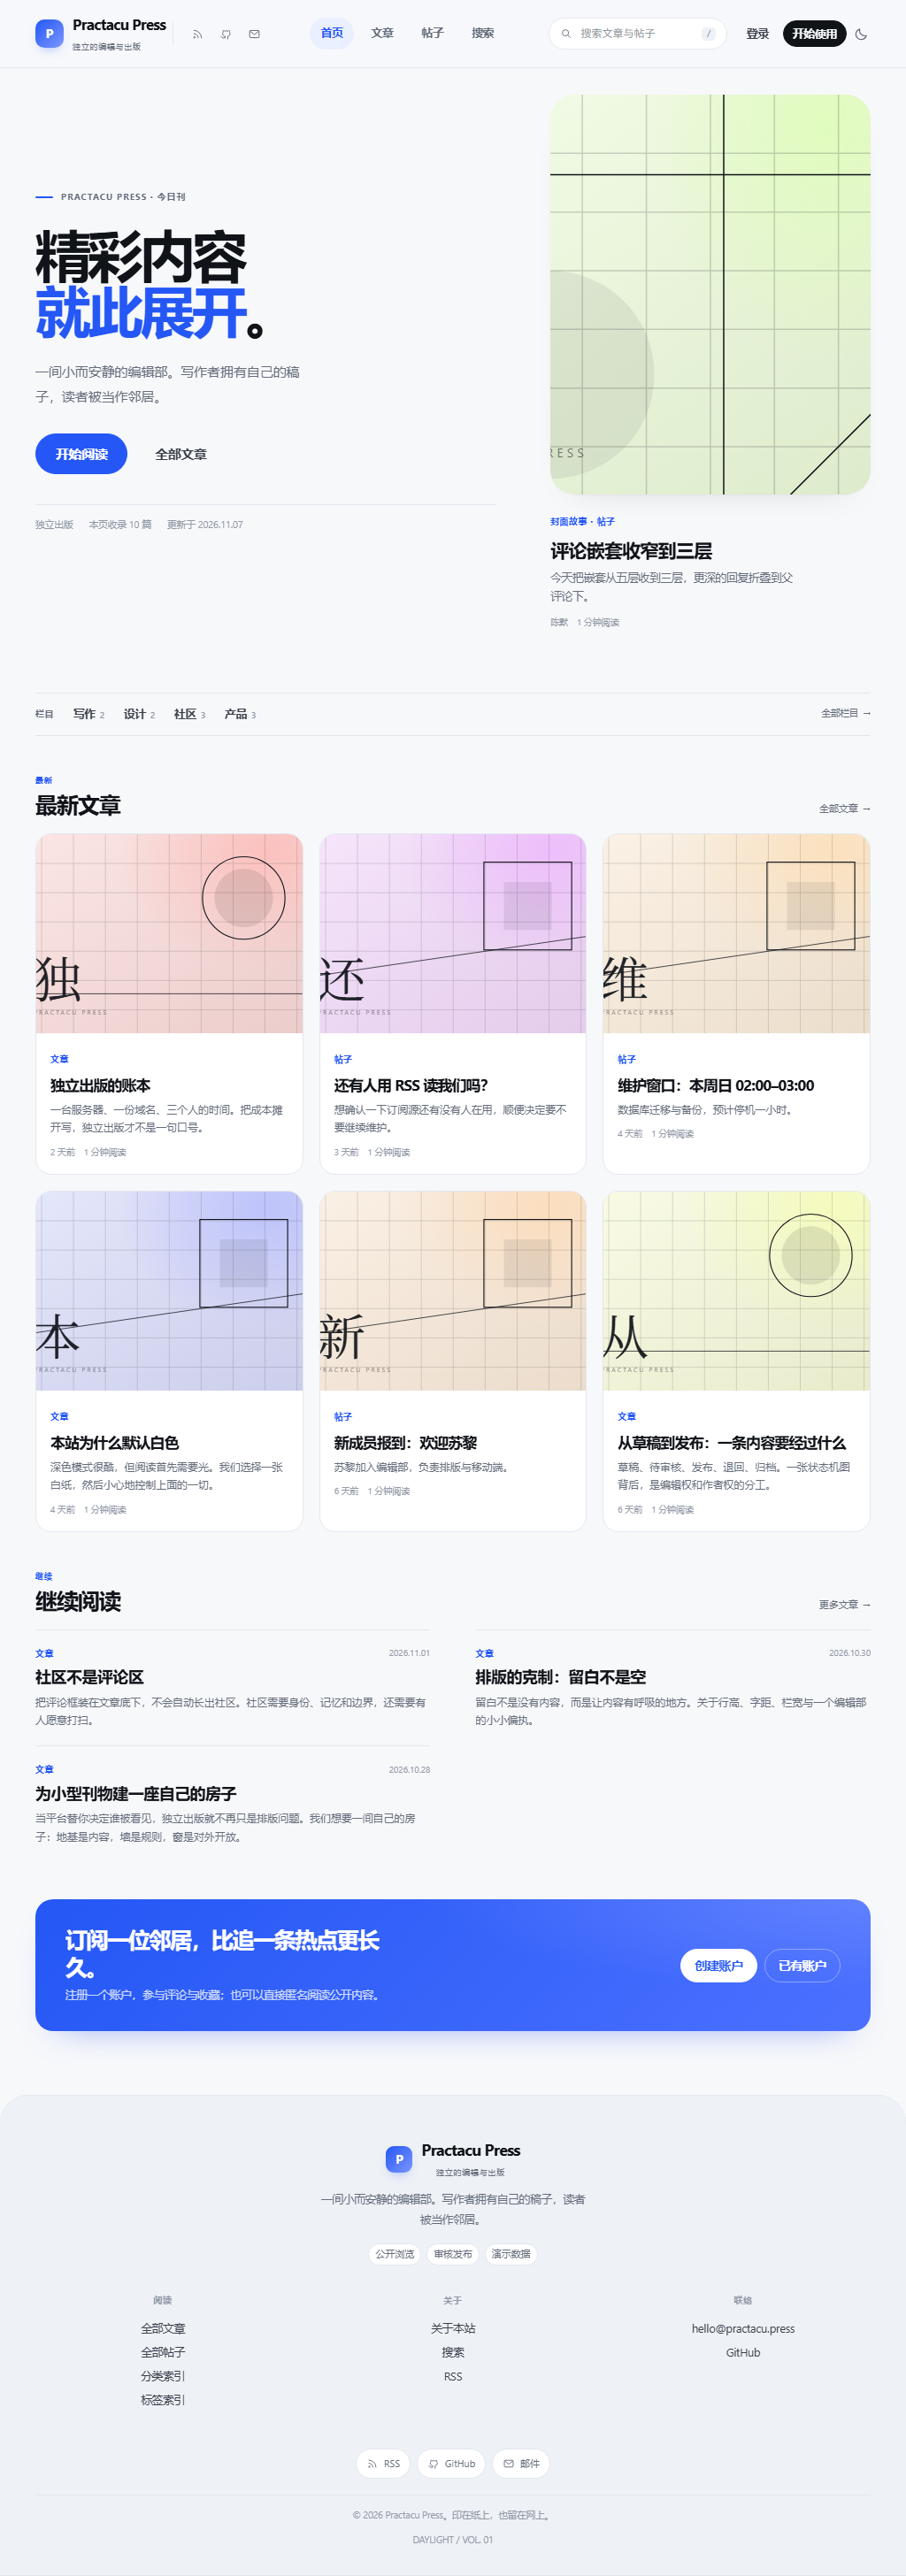 P
Practacu Press
独立的编辑与出版
首页
文章
帖子
搜索
搜索文章与帖子
/
登录
开始使用
PRACTACU PRESS · 今日刊
精彩内容
就此展开。
一间小而安静的编辑部。写作者拥有自己的稿
子，读者被当作邻居。
开始阅读
全部文章
独立出版
本页收录 10 篇
更新于 2026.11.07
RESS
封面故事 · 帖子
评论嵌套收窄到三层
今天把嵌套从五层收到三层，更深的回复折叠到父
评论下。
陈默
1 分钟阅读
栏目
写作 2
设计 2
社区 3
产品 3
全部栏目 →
最新
最新文章
全部文章 →
独
PRACTACU PRESS
文章
独立出版的账本
一台服务器、一份域名、三个人的时间。把成本摊
开写，独立出版才不是一句口号。
2 天前 1 分钟阅读
还
PRACTACU PRESS
帖子
还有人用 RSS 读我们吗？
想确认一下订阅源还有没有人在用，顺便决定要不
要继续维护。
3 天前 1 分钟阅读
维
PRACTACU PRESS
帖子
维护窗口：本周日 02:00–03:00
数据库迁移与备份，预计停机一小时。
4 天前 1 分钟阅读
本
PRACTACU PRESS
文章
本站为什么默认白色
深色模式很酷，但阅读首先需要光。我们选择一张
白纸，然后小心地控制上面的一切。
4 天前 1 分钟阅读
新
PRACTACU PRESS
帖子
新成员报到：欢迎苏黎
苏黎加入编辑部，负责排版与移动端。
6 天前 1 分钟阅读
从
PRACTACU PRESS
文章
从草稿到发布：一条内容要经过什么
草稿、待审核、发布、退回、归档。一张状态机图
背后，是编辑权和作者权的分工。
6 天前 1 分钟阅读
继续
继续阅读
更多文章 →
文章
2026.11.01
社区不是评论区
把评论框装在文章底下，不会自动长出社区。社区需要身份、记忆和边界，还需要有
人愿意打扫。
文章
2026.10.30
排版的克制：留白不是空
留白不是没有内容，而是让内容有呼吸的地方。关于行高、字距、栏宽与一个编辑部
的小小偏执。
文章
2026.10.28
为小型刊物建一座自己的房子
当平台替你决定谁被看见，独立出版就不再只是排版问题。我们想要一间自己的房
子：地基是内容，墙是规则，窗是对外开放。
订阅一位邻居，比追一条热点更长
久。
注册一个账户，参与评论与收藏；也可以直接匿名阅读公开内容。
创建账户
已有账户
P
Practacu Press
独立的编辑与出版
一间小而安静的编辑部。写作者拥有自己的稿子，读者
被当作邻居。
公开浏览
审核发布
演示数据
阅读
全部文章
全部帖子
分类索引
标签索引
关于
关于本站
搜索
RSS
联络
hello@practacu.press
GitHub
RSS
GitHub
邮件
© 2026 Practacu Press。印在纸上，也留在网上。
DAYLIGHT / VOL. 01